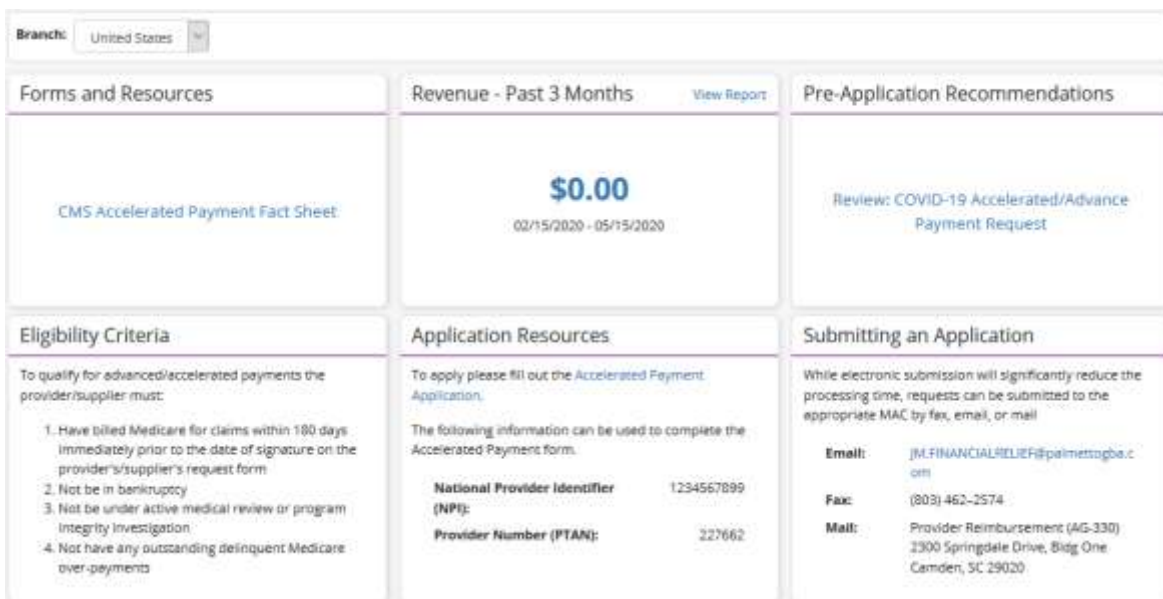 Branch: United States
Forms and Resources
CMS Accelerated Payment Fact Sheet
Revenue - Past 3 Months View Report
$0.00
02/15/2020 - 05/15/2020
Pre-Application Recommendations
Review: COVID-19 Accelerated/Advance
Payment Request
Eligibility Criteria
To qualify for advanced/accelerated payments the
provider/supplier must:
1. Have billed Medicare for claims within 180 days
immediately prior to the date of signature on the
provider's/supplier's request form
2. Not be in bankruptcy
3. Not be under active medical review or program
integrity investigation
4. Not have any outstanding delinquent Medicare
over-payments
Application Resources
To apply please fill out the Accelerated Payment
Application.
The following information can be used to complete the
Accelerated Payment form.
National Provider Identifier 1234567899
(NPI):
Provider Number (PTAN): 227662
Submitting an Application
While electronic submission will significantly reduce the
processing time, requests can be submitted to the
appropriate MAC by fax, email, or mail
Email: JM.FINANCIALRELIEF@palmettogba.c
om
Fax: (803) 462–2574
Mail: Provider Reimbursement (AG-330)
2300 Springdale Drive, Bldg One
Camden, SC 29020